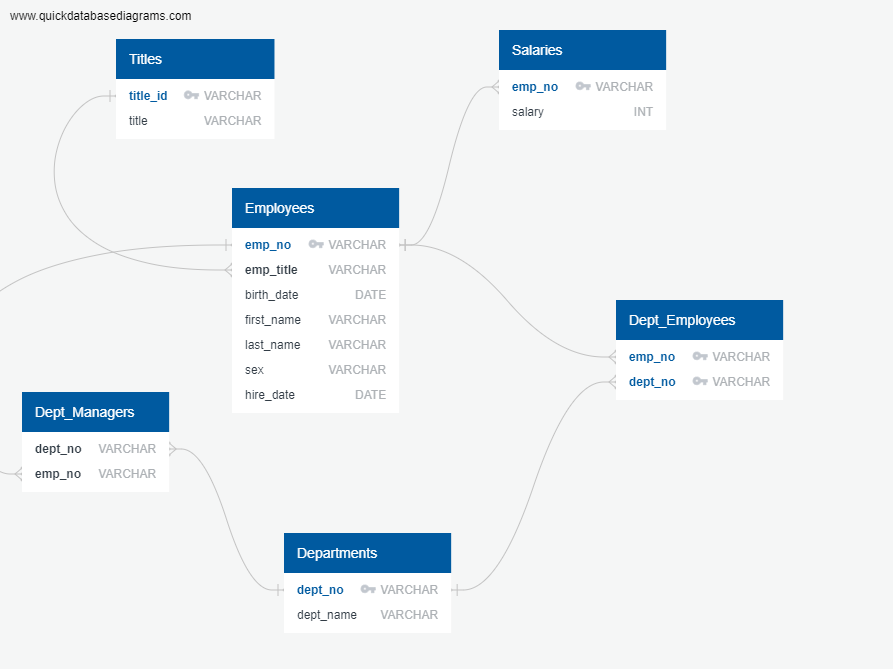 www.quickdatabasediagrams.com
Titles
title_id VARCHAR
title VARCHAR
Salaries
emp_no VARCHAR
salary INT
Employees
emp_no VARCHAR
emp_title VARCHAR
birth_date DATE
first_name VARCHAR
last_name VARCHAR
sex VARCHAR
hire_date DATE
Dept_Employees
emp_no VARCHAR
dept_no VARCHAR
Dept_Managers
dept_no VARCHAR
emp_no VARCHAR
Departments
dept_no VARCHAR
dept_name VARCHAR